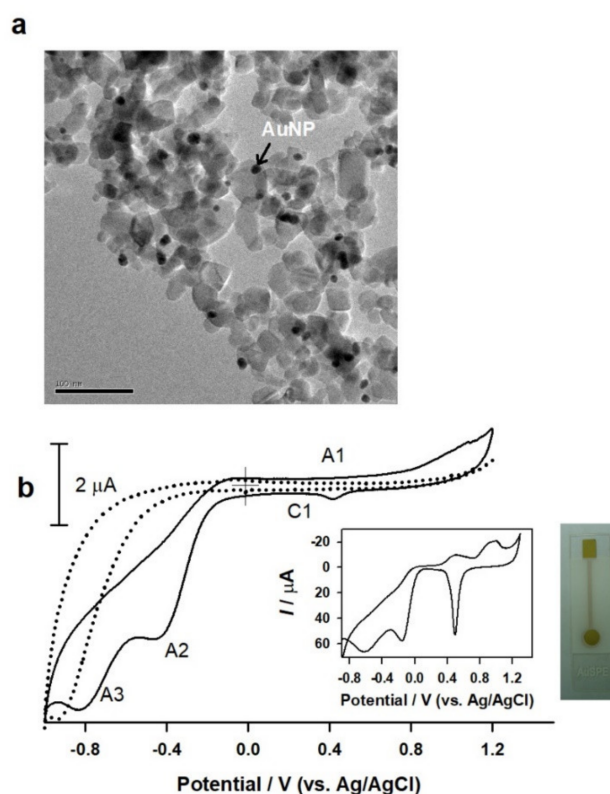 a
AuNP
100 nm
b
2 μA
A1
C1
A2
A3
I / μA
-20
0
20
40
60
-0.8 -0.4 0.0 0.4 0.8 1.2
Potential / V (vs. Ag/AgCl)
-0.8 -0.4 0.0 0.4 0.8 1.2
Potential / V (vs. Ag/AgCl)